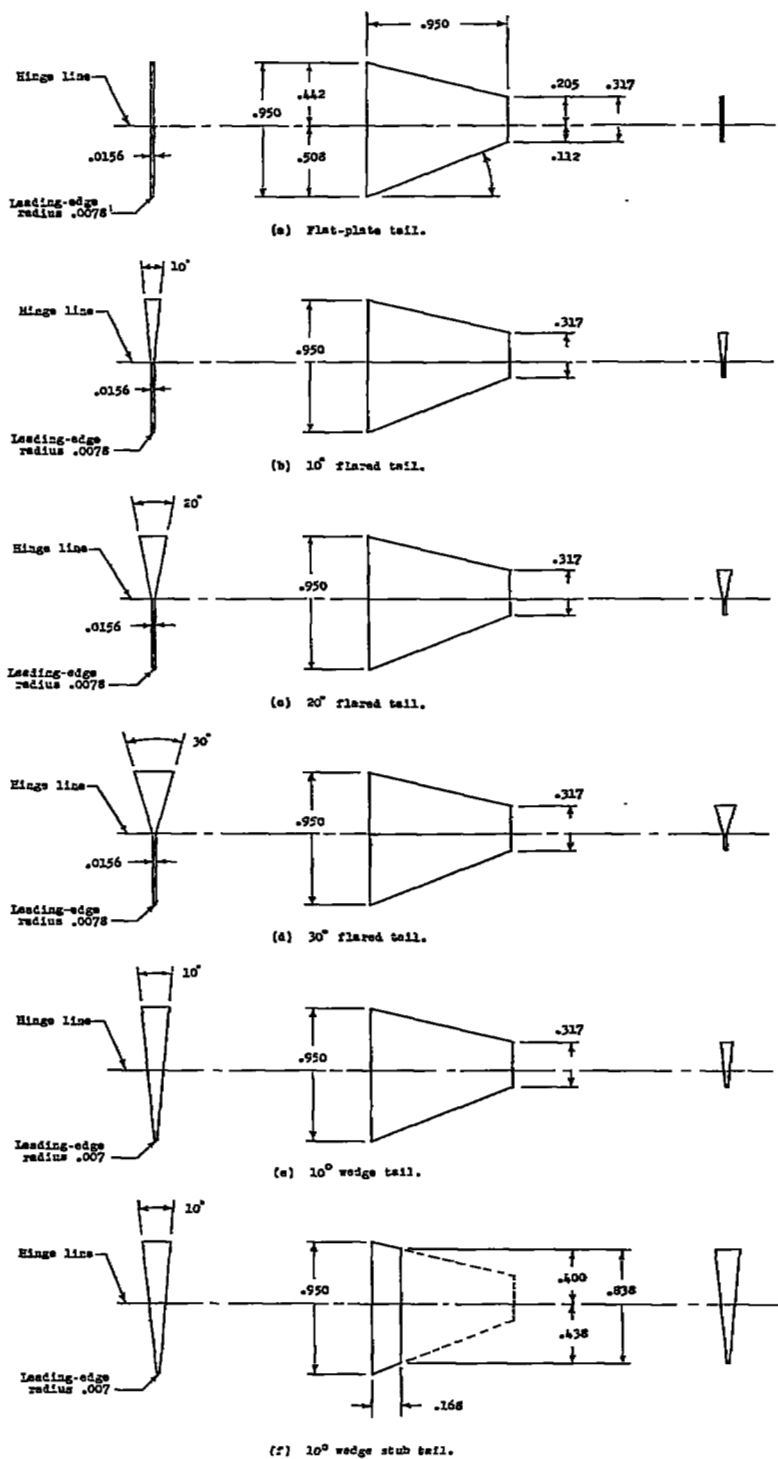 .950
Hinge line
.442
.205
.317
.950
.0156
.508
.112
Leading-edge
radius .0078
(a) Flat-plate tail.
10°
Hinge line
.317
.950
.0156
Leading-edge
radius .0078
(b) 10° flared tail.
20°
Hinge line
.317
.950
.0156
Leading-edge
radius .0078
(c) 20° flared tail.
30°
Hinge line
.317
.950
.0156
Leading-edge
radius .0078
(d) 30° flared tail.
10°
Hinge line
.317
.950
Leading-edge
radius .007
(e) 10° wedge tail.
10°
Hinge line
.950
.400
.838
.438
Leading-edge
radius .007
.168
(f) 10° wedge stub tail.